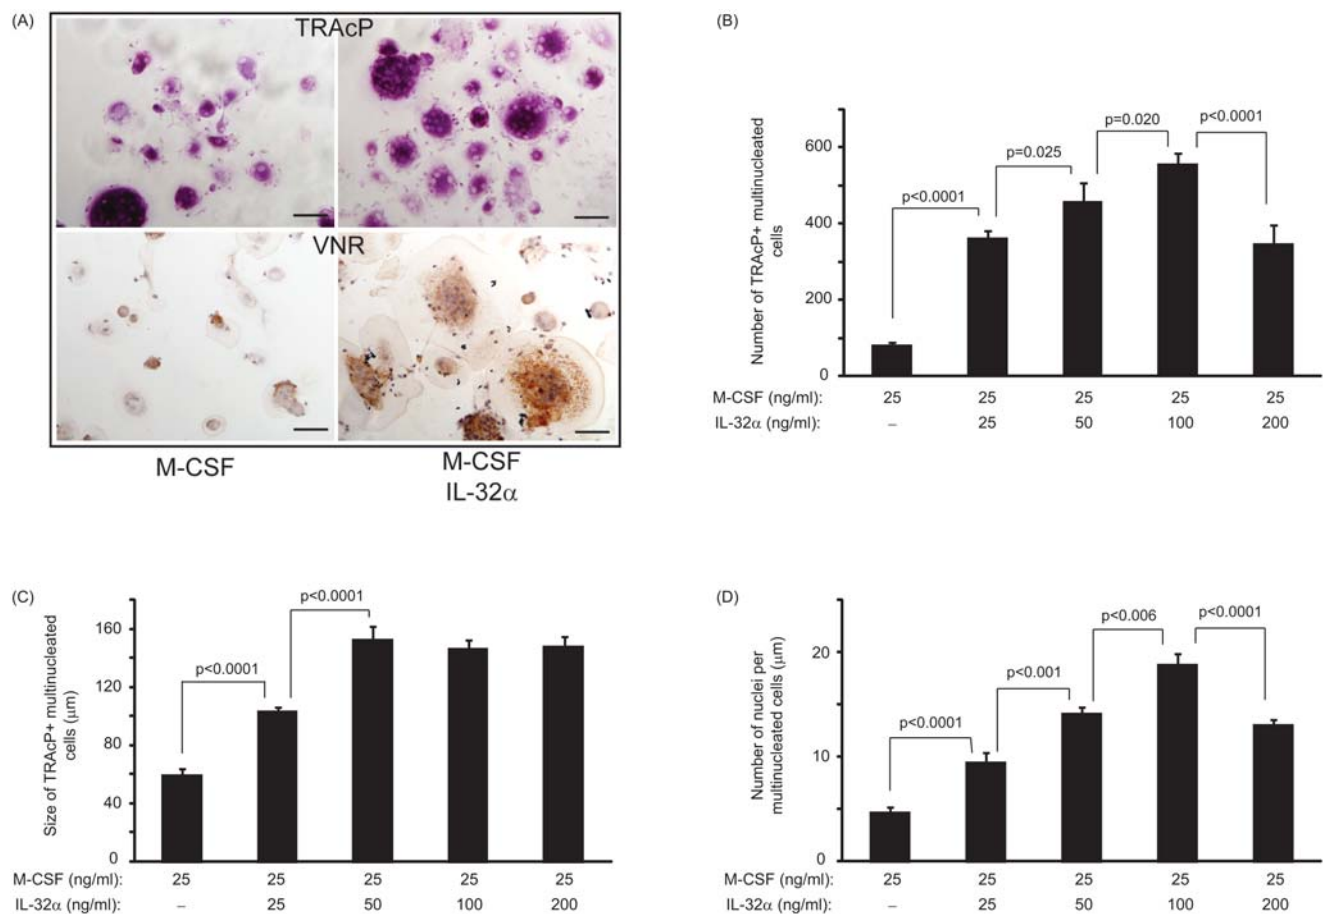 (A)
TRAcP
VNR
M-CSF
M-CSF
IL-32α
(B)
Number of TRAcP+ multinucleated
cells
600
400
200
0
p<0.0001
p=0.025
p=0.020
p<0.0001
M-CSF (ng/ml): 25 25 25 25 25
IL-32α (ng/ml): – 25 50 100 200
(C)
Size of TRAcP+ multinucleated
cells (μm)
160
120
80
40
0
p<0.0001
p<0.0001
M-CSF (ng/ml): 25 25 25 25 25
IL-32α (ng/ml): – 25 50 100 200
(D)
Number of nuclei per
multinucleated cells (μm)
20
10
0
p<0.0001
p<0.001
p<0.006
p<0.0001
M-CSF (ng/ml): 25 25 25 25 25
IL-32α (ng/ml): – 25 50 100 200